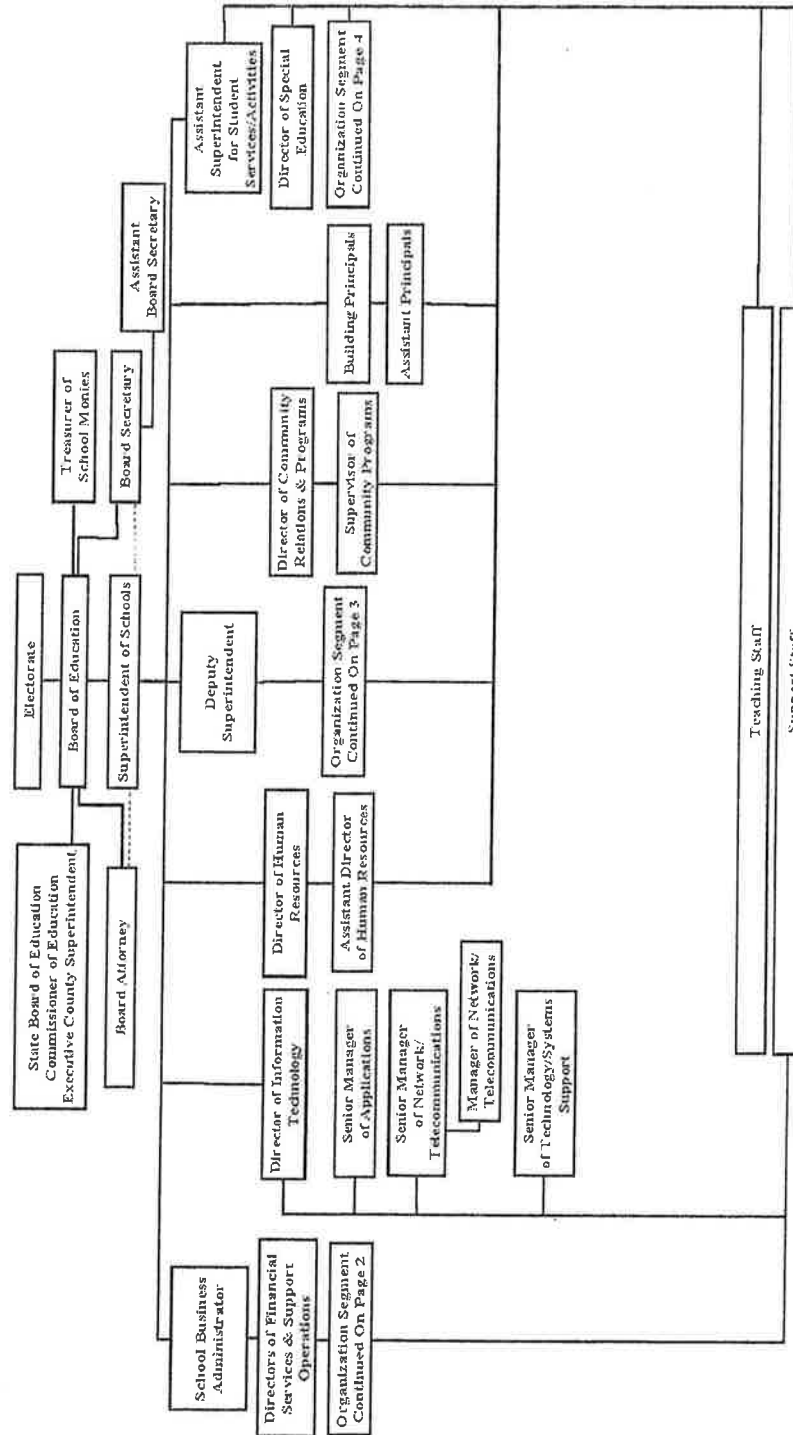 Electorate
State Board of Education
Commissioner of Education
Executive County Superintendent
Board of Education
Treasurer of
School Monies
Board Attorney
Superintendent of Schools
Board Secretary
Assistant
Board Secretary
School Business
Administrator
Deputy
Superintendent
Assistant
Superintendent
for Student
Services/Activities
Directors of Financial
Services & Support
Operations
Director of Information
Technology
Director of Human
Resources
Director of Community
Relations & Programs
Director of Special
Education
Organization Segment
Continued On Page 2
Senior Manager
of Applications
Assistant Director
of Human Resources
Organization Segment
Continued On Page 3
Supervisor of
Community Programs
Building Principals
Organization Segment
Continued On Page 4
Senior Manager
of Network/
Telecommunications
Assistant Principals
Manager of Network/
Telecommunications
Senior Manager
of Technology/Systems
Support
Teaching Staff
Support Staff